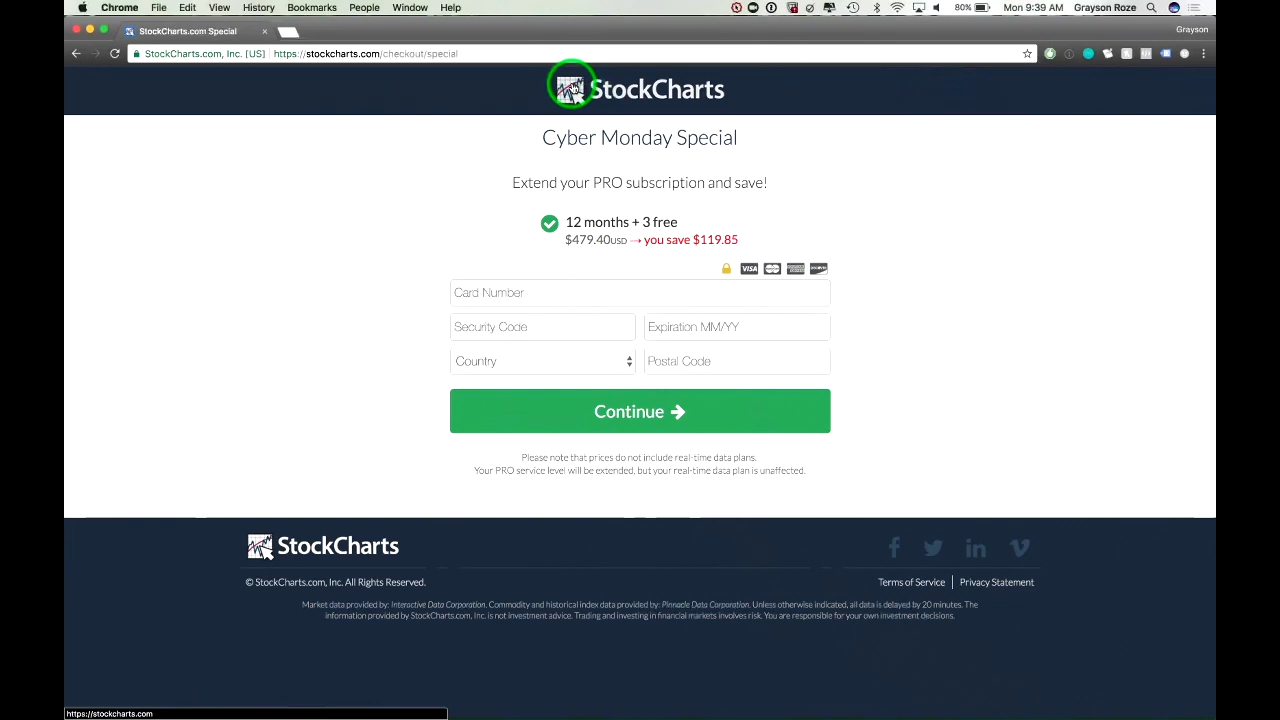 Chrome File Edit View History Bookmarks People Window Help 80% Mon 9:39 AM Grayson Roze
StockCharts.com Special Grayson
StockCharts.com, Inc. [US] https://stockcharts.com/checkout/special
StockCharts
Cyber Monday Special
Extend your PRO subscription and save!
12 months + 3 free
$479.40USD → you save $119.85
VISA
Card Number
Security Code Expiration MM/YY
Country Postal Code
Continue →
Please note that prices do not include real-time data plans.
Your PRO service level will be extended, but your real-time data plan is unaffected.
StockCharts
© StockCharts.com, Inc. All Rights Reserved. Terms of Service | Privacy Statement
Market data provided by: Interactive Data Corporation. Commodity and historical index data provided by: Pinnacle Data Corporation. Unless otherwise indicated, all data is delayed by 20 minutes. The
information provided by StockCharts.com, Inc. is not investment advice. Trading and investing in financial markets involves risk. You are responsible for your own investment decisions.
https://stockcharts.com